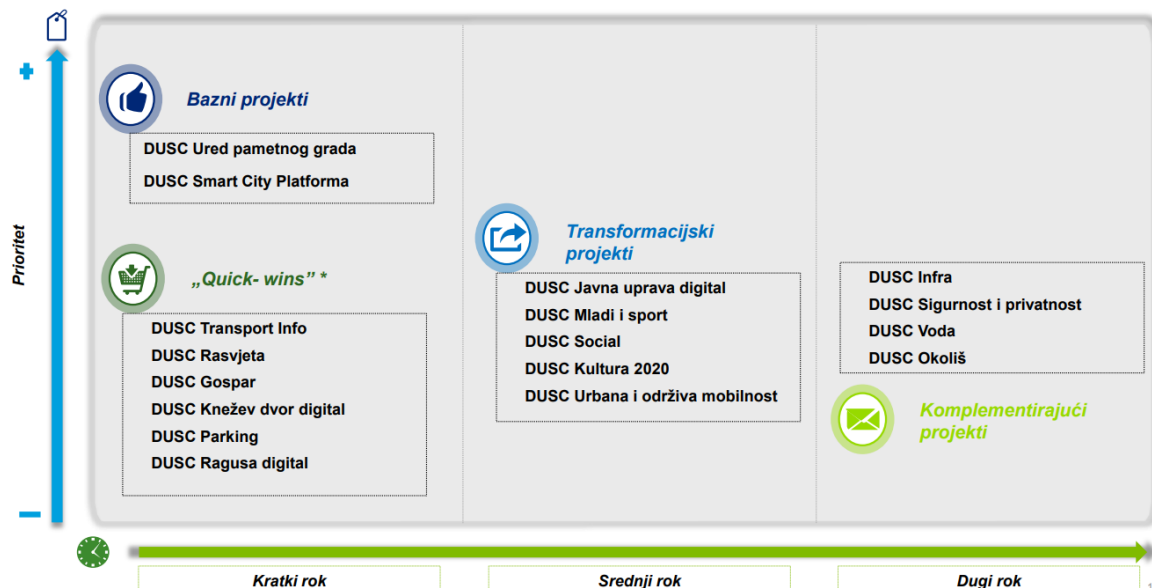 Prioritet
Bazni projekti
DUSC Ured pametnog grada
DUSC Smart City Platforma
„Quick- wins” *
DUSC Transport Info
DUSC Rasvjeta
DUSC Gospar
DUSC Knežev dvor digital
DUSC Parking
DUSC Ragusa digital
Transformacijski
projekti
DUSC Javna uprava digital
DUSC Mladi i sport
DUSC Social
DUSC Kultura 2020
DUSC Urbana i održiva mobilnost
DUSC Infra
DUSC Sigurnost i privatnost
DUSC Voda
DUSC Okoliš
Komplementirajući
projekti
Kratki rok
Srednji rok
Dugi rok